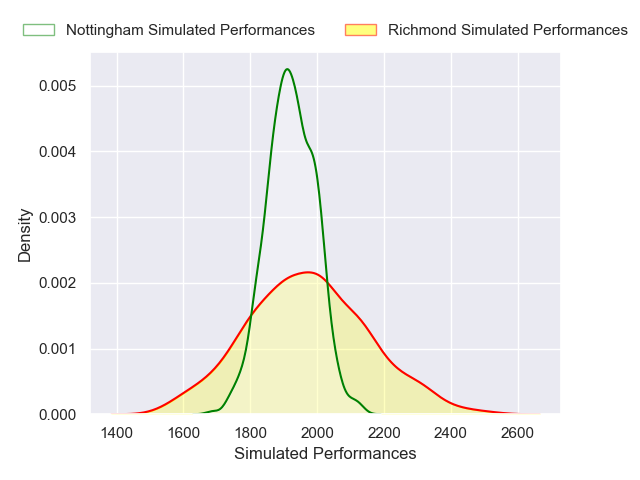 Nottingham Simulated Performances
Richmond Simulated Performances
0.005
0.004
0.003
0.002
0.001
0.000
Density
1400 1600 1800 2000 2200 2400 2600
Simulated Performances